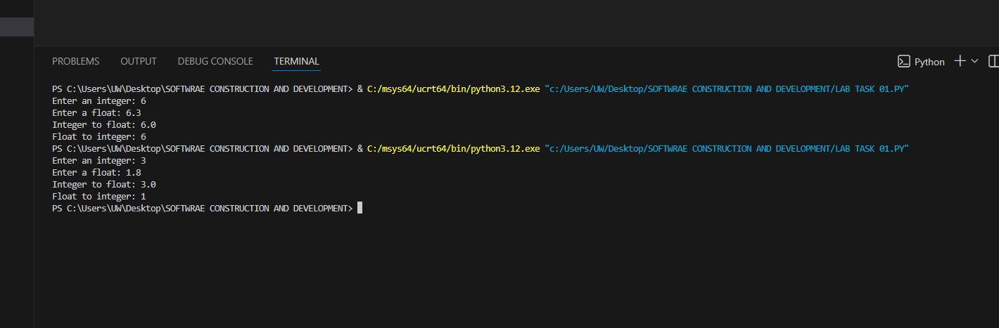 PROBLEMS OUTPUT DEBUG CONSOLE TERMINAL Python
PS C:\Users\UW\Desktop\SOFTWRAE CONSTRUCTION AND DEVELOPMENT> & C:/msys64/ucrt64/bin/python3.12.exe "c:/Users/UW/Desktop/SOFTWRAE CONSTRUCTION AND DEVELOPMENT/LAB TASK 01.PY"
Enter an integer: 6
Enter a float: 6.3
Integer to float: 6.0
Float to integer: 6
PS C:\Users\UW\Desktop\SOFTWRAE CONSTRUCTION AND DEVELOPMENT> & C:/msys64/ucrt64/bin/python3.12.exe "c:/Users/UW/Desktop/SOFTWRAE CONSTRUCTION AND DEVELOPMENT/LAB TASK 01.PY"
Enter an integer: 3
Enter a float: 1.8
Integer to float: 3.0
Float to integer: 1
PS C:\Users\UW\Desktop\SOFTWRAE CONSTRUCTION AND DEVELOPMENT>